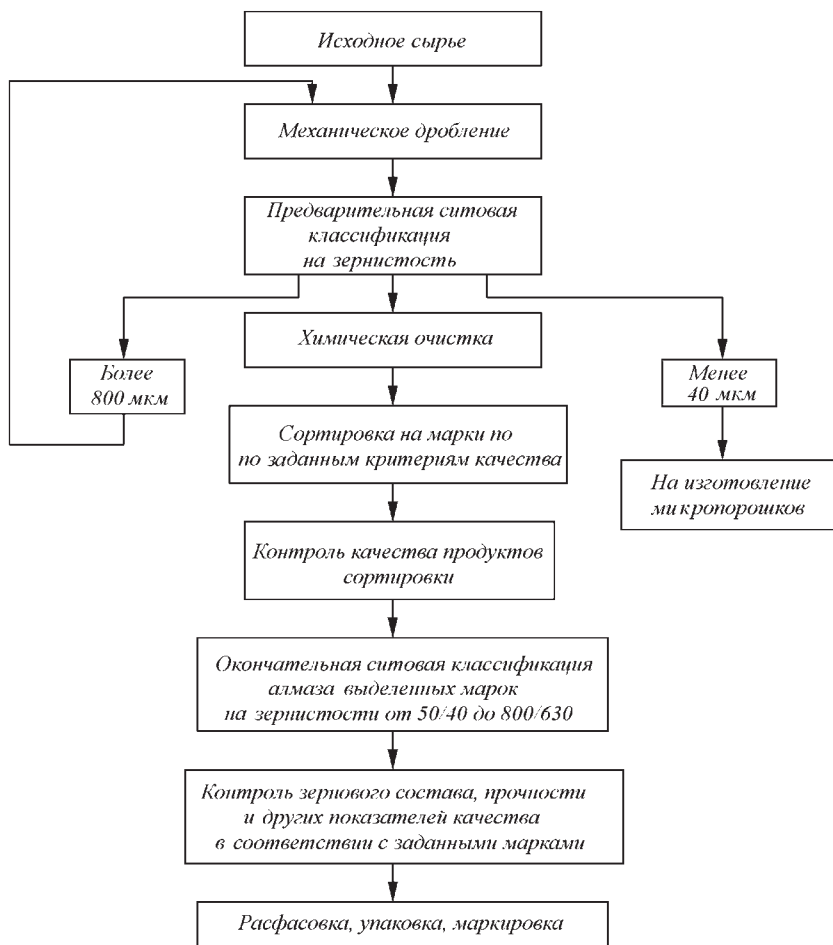 Исходное сырье
Механическое дробление
Предварительная ситовая
классификация
на зернистость
Химическая очистка
Более
800 мкм
Менее
40 мкм
Сортировка на марки по
по заданным критериям качества
На изготовление
микропорошков
Контроль качества продуктов
сортировки
Окончательная ситовая классификация
алмаза выделенных марок
на зернистости от 50/40 до 800/630
Контроль зернового состава, прочности
и других показателей качества
в соответствии с заданными марками
Расфасовка, упаковка, маркировка